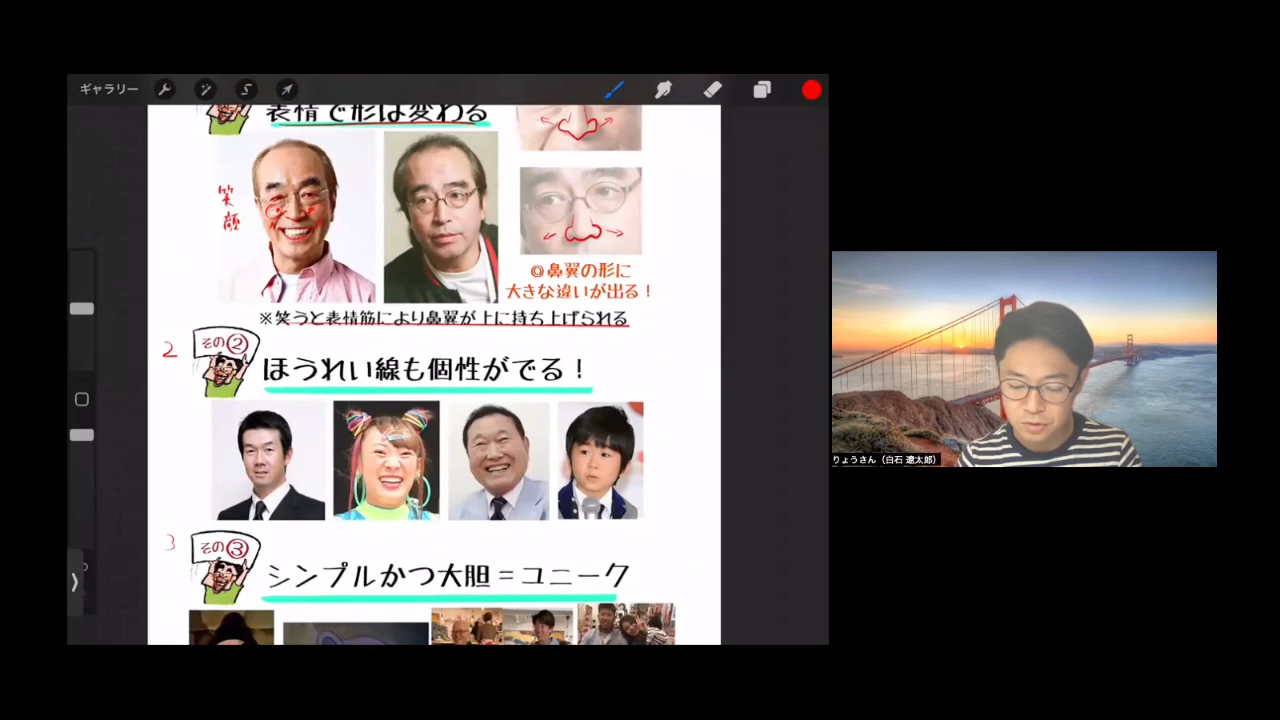 ギャラリー
表情で形は変わる
笑顔
◎鼻翼の形に
大きな違いが出る！
※笑うと表情筋により鼻翼が上に持ち上げられる
2
その②
ほうれい線も個性がでる！
3
その③
シンプルかつ大胆＝ユニーク
りょうさん（白石 遼太郎）